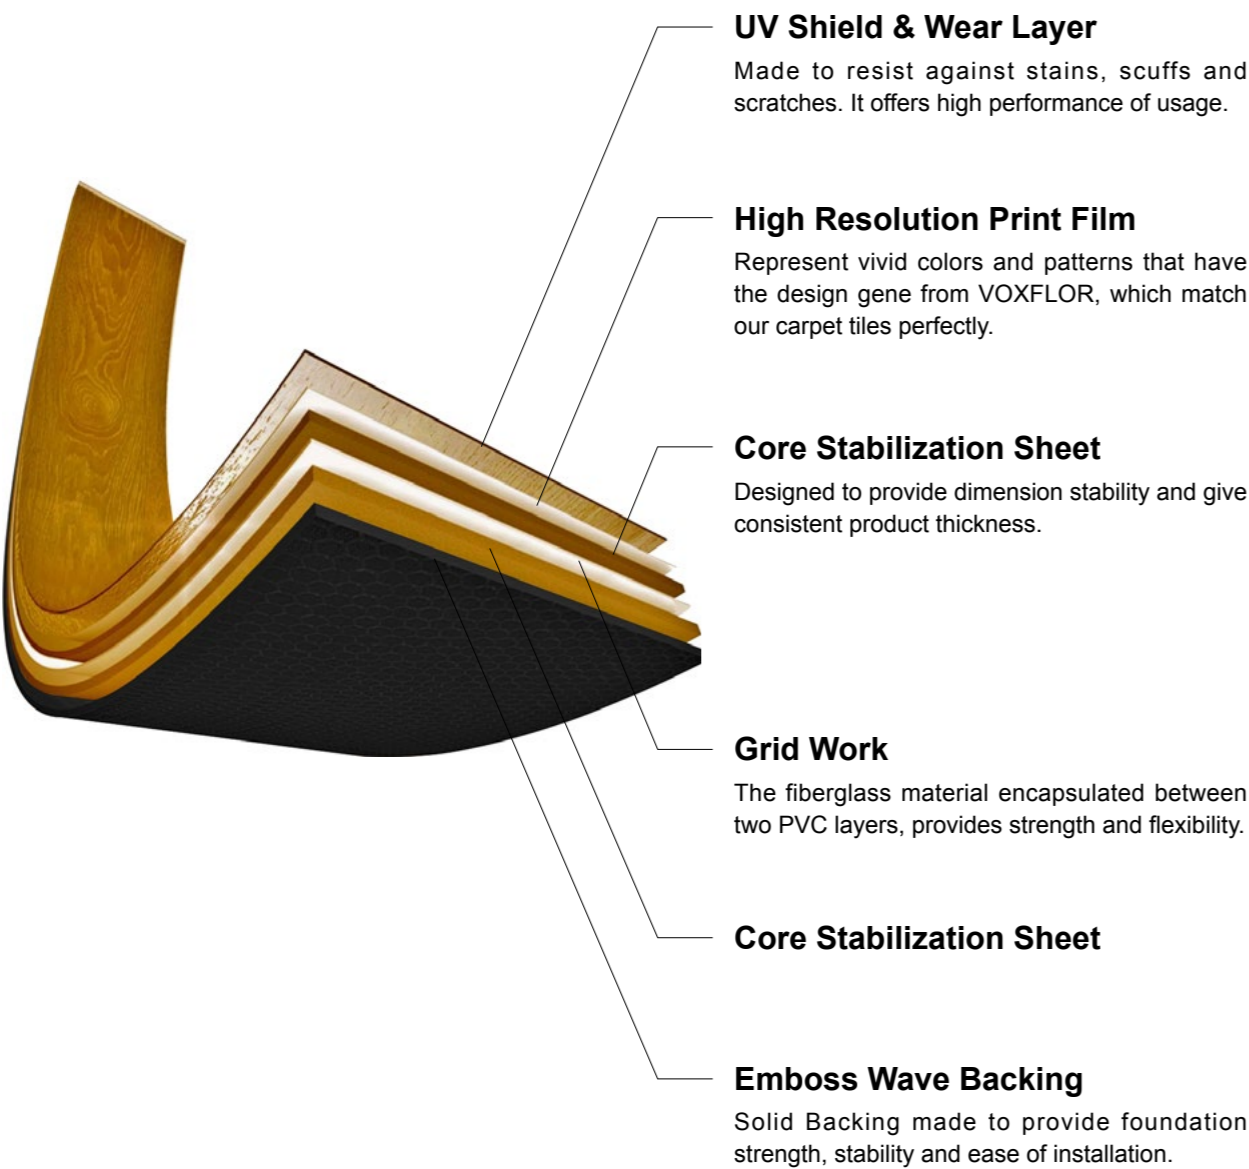 UV Shield & Wear Layer
Made to resist against stains, scuffs and
scratches. It offers high performance of usage.
High Resolution Print Film
Represent vivid colors and patterns that have
the design gene from VOXFLOR, which match
our carpet tiles perfectly.
Core Stabilization Sheet
Designed to provide dimension stability and give
consistent product thickness.
Grid Work
The fiberglass material encapsulated between
two PVC layers, provides strength and flexibility.
Core Stabilization Sheet
Emboss Wave Backing
Solid Backing made to provide foundation
strength, stability and ease of installation.